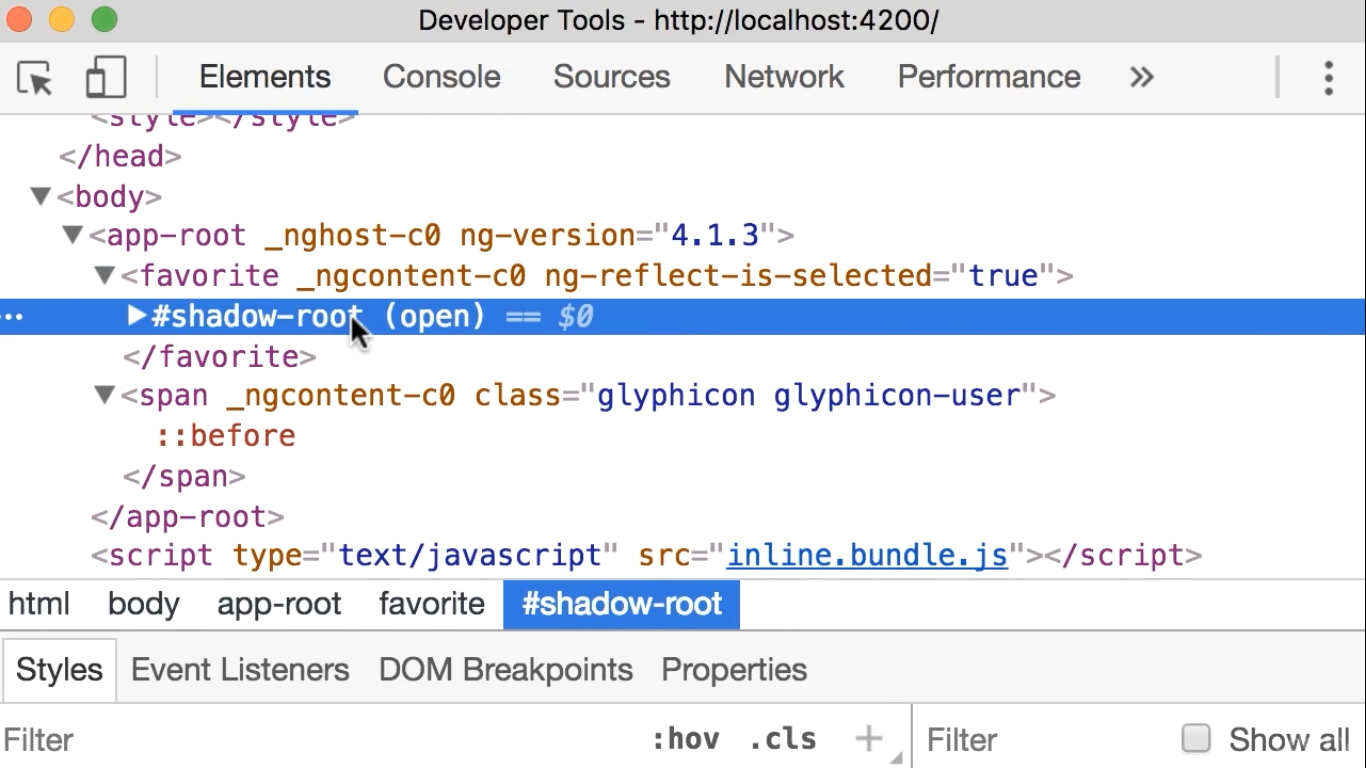 Developer Tools - http://localhost:4200/
Elements Console Sources Network Performance »
<style></style>
</head>
▼<body>
▼<app-root _nghost-c0 ng-version="4.1.3">
▼<favorite _ngcontent-c0 ng-reflect-is-selected="true">
…▶#shadow-root (open) == $0
</favorite>
▼<span _ngcontent-c0 class="glyphicon glyphicon-user">
::before
</span>
</app-root>
<script type="text/javascript" src="inline.bundle.js"></script>
html body app-root favorite #shadow-root
Styles Event Listeners DOM Breakpoints Properties
Filter :hov .cls + Filter Show all